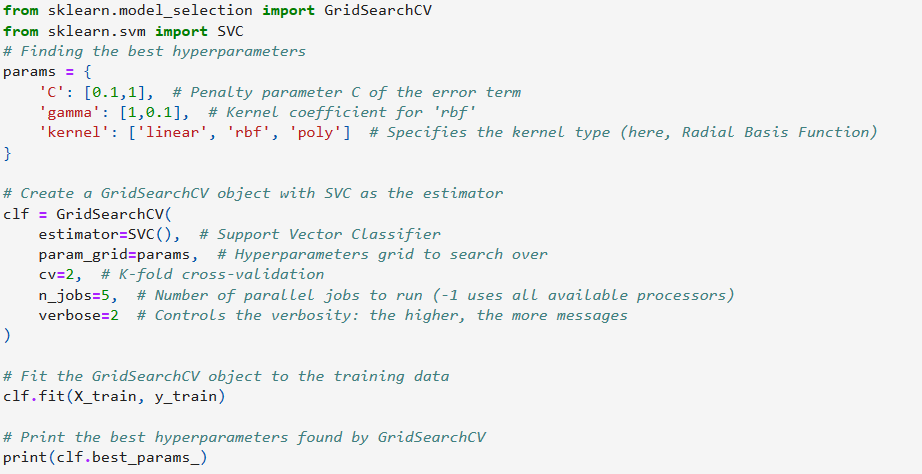 from sklearn.model_selection import GridSearchCV
from sklearn.svm import SVC
# Finding the best hyperparameters
params = {
    'C': [0.1,1],  # Penalty parameter C of the error term
    'gamma': [1,0.1],  # Kernel coefficient for 'rbf'
    'kernel': ['linear', 'rbf', 'poly']  # Specifies the kernel type (here, Radial Basis Function)
}

# Create a GridSearchCV object with SVC as the estimator
clf = GridSearchCV(
    estimator=SVC(),  # Support Vector Classifier
    param_grid=params,  # Hyperparameters grid to search over
    cv=2,  # K-fold cross-validation
    n_jobs=5,  # Number of parallel jobs to run (-1 uses all available processors)
    verbose=2  # Controls the verbosity: the higher, the more messages
)

# Fit the GridSearchCV object to the training data
clf.fit(X_train, y_train)

# Print the best hyperparameters found by GridSearchCV
print(clf.best_params_)